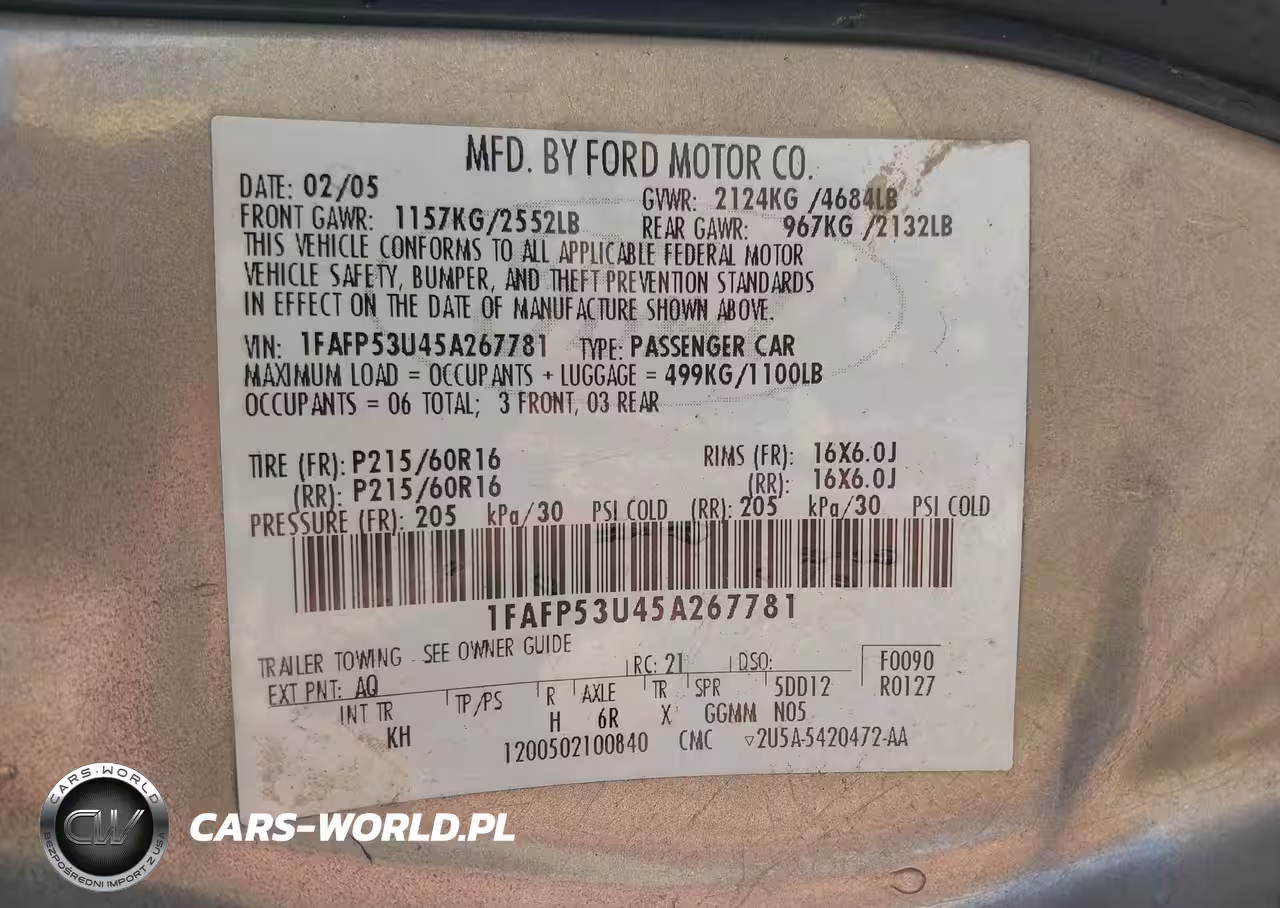 MFD. BY FORD MOTOR CO.
DATE: 02/05 GVWR: 2124KG /4684LB
FRONT GAWR: 1157KG/2552LB REAR GAWR: 967KG /2132LB
THIS VEHICLE CONFORMS TO ALL APPLICABLE FEDERAL MOTOR
VEHICLE SAFETY, BUMPER, AND THEFT PREVENTION STANDARDS
IN EFFECT ON THE DATE OF MANUFACTURE SHOWN ABOVE.
VIN: 1FAFP53U45A267781 TYPE: PASSENGER CAR
MAXIMUM LOAD = OCCUPANTS + LUGGAGE = 499KG/1100LB
OCCUPANTS = 06 TOTAL; 3 FRONT, 03 REAR
TIRE (FR): P215/60R16 RIMS (FR): 16X6.0J
(RR): P215/60R16 (RR): 16X6.0J
PRESSURE (FR): 205 kPa/30 PSI COLD (RR): 205 kPa/30 PSI COLD
1FAFP53U45A267781
TRAILER TOWING - SEE OWNER GUIDE
EXT PNT: AQ RC: 21 DSO: F0090
INT TR TP/PS R AXLE TR SPR 5DD12 R0127
KH H 6R X GGMM N05
1200502100840 CMC ▽2U5A-5420472-AA
CARS-WORLD
CW
BEZPOŚREDNI IMPORT Z USA
CARS-WORLD.PL